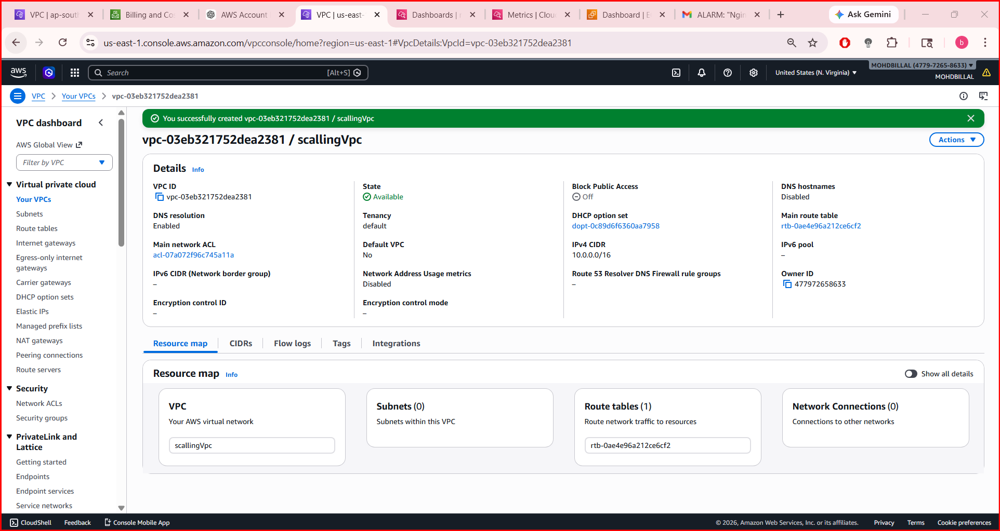 VPC | ap-south
Billing and Co
AWS Account
VPC | us-east-
Dashboards |
Metrics | Clou
Dashboard | E
ALARM: "Ngin
Ask Gemini
us-east-1.console.aws.amazon.com/vpcconsole/home?region=us-east-1#VpcDetails:VpcId=vpc-03eb321752dea2381
b
aws
Search
[Alt+S]
United States (N. Virginia)
MOHDBILLAL (4779-7265-8633)
MOHDBILLAL
VPC
Your VPCs
vpc-03eb321752dea2381
VPC dashboard
AWS Global View
Filter by VPC
Virtual private cloud
Your VPCs
Subnets
Route tables
Internet gateways
Egress-only internet
gateways
Carrier gateways
DHCP option sets
Elastic IPs
Managed prefix lists
NAT gateways
Peering connections
Route servers
Security
Network ACLs
Security groups
PrivateLink and
Lattice
Getting started
Endpoints
Endpoint services
Service networks
You successfully created vpc-03eb321752dea2381 / scallingVpc
vpc-03eb321752dea2381 / scallingVpc
Actions
Details Info
VPC ID
vpc-03eb321752dea2381
State
Available
Block Public Access
Off
DNS hostnames
Disabled
DNS resolution
Enabled
Tenancy
default
DHCP option set
dopt-0c89d6f6360aa7958
Main route table
rtb-0ae4e96a212ce6cf2
Main network ACL
acl-07a072f96c745a11a
Default VPC
No
IPv4 CIDR
10.0.0.0/16
IPv6 pool
–
IPv6 CIDR (Network border group)
–
Network Address Usage metrics
Disabled
Route 53 Resolver DNS Firewall rule groups
–
Owner ID
477972658633
Encryption control ID
–
Encryption control mode
–
Resource map
CIDRs
Flow logs
Tags
Integrations
Resource map Info
Show all details
VPC
Your AWS virtual network
scallingVpc
Subnets (0)
Subnets within this VPC
Route tables (1)
Route network traffic to resources
rtb-0ae4e96a212ce6cf2
Network Connections (0)
Connections to other networks
CloudShell
Feedback
Console Mobile App
© 2026, Amazon Web Services, Inc. or its affiliates.
Privacy
Terms
Cookie preferences